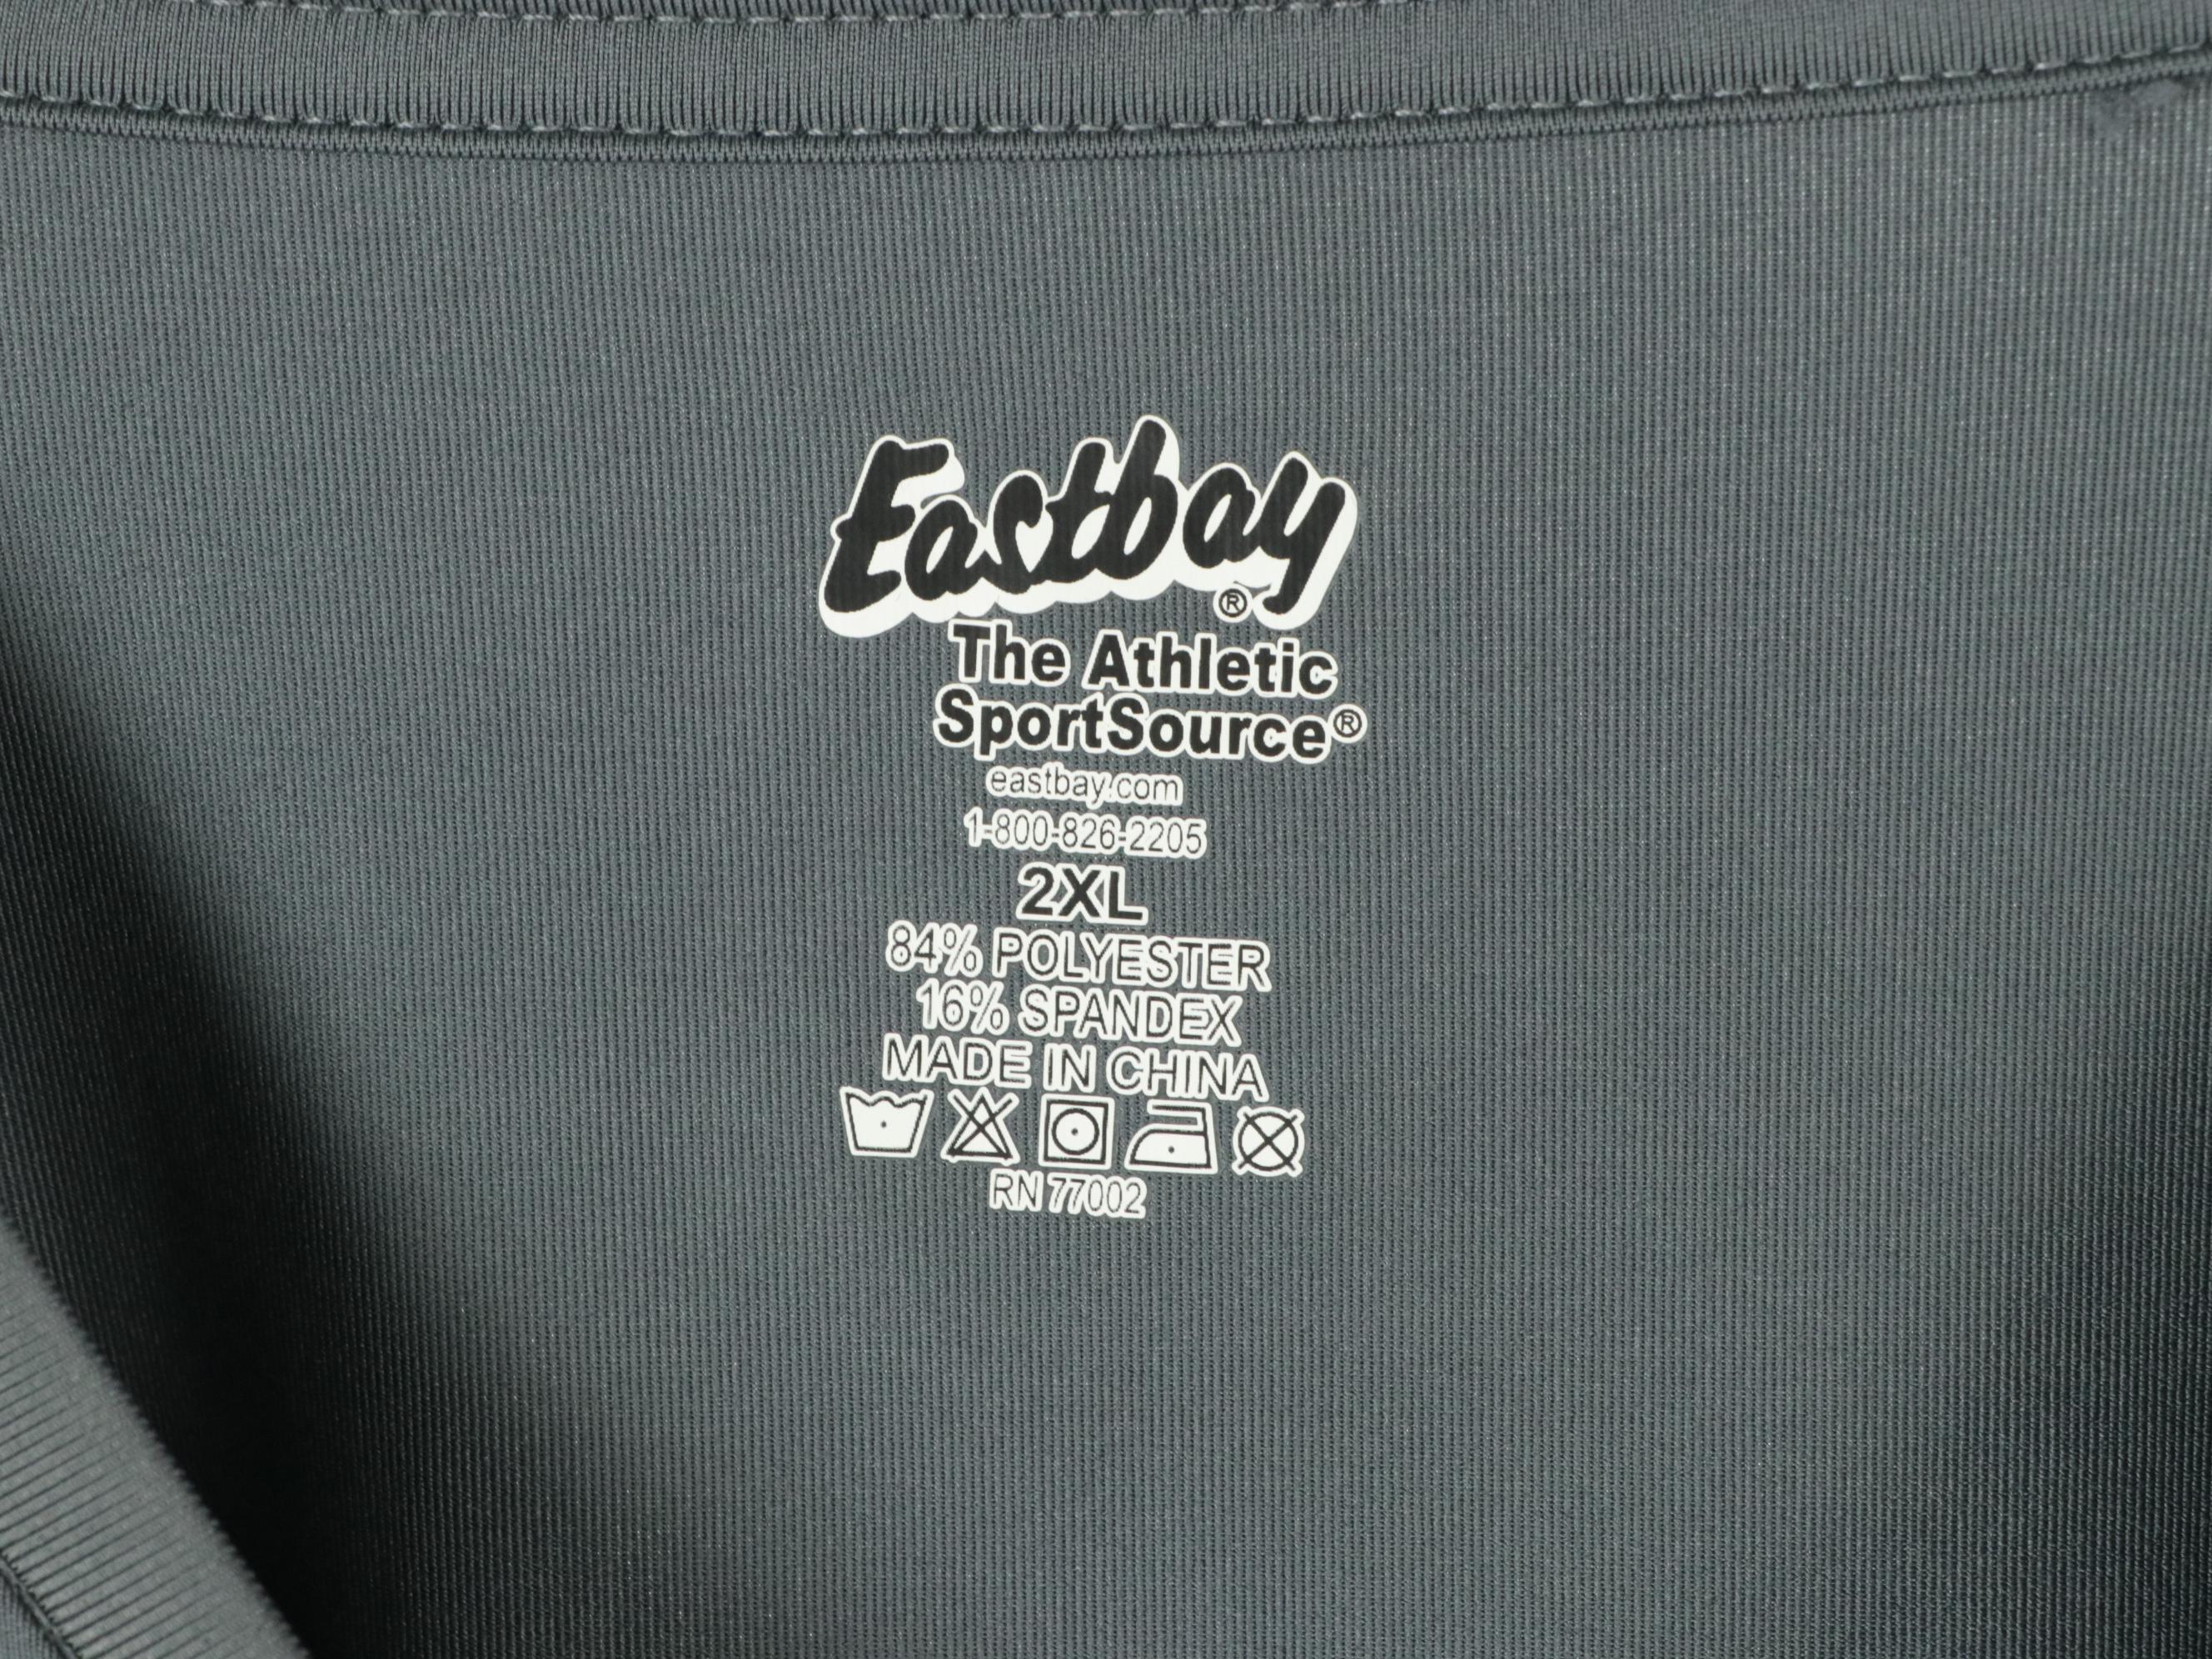 Eastbay®
The Athletic
SportSource®
eastbay.com
1-800-826-2205
2XL
84% POLYESTER
16% SPANDEX
MADE IN CHINA
RN 77002